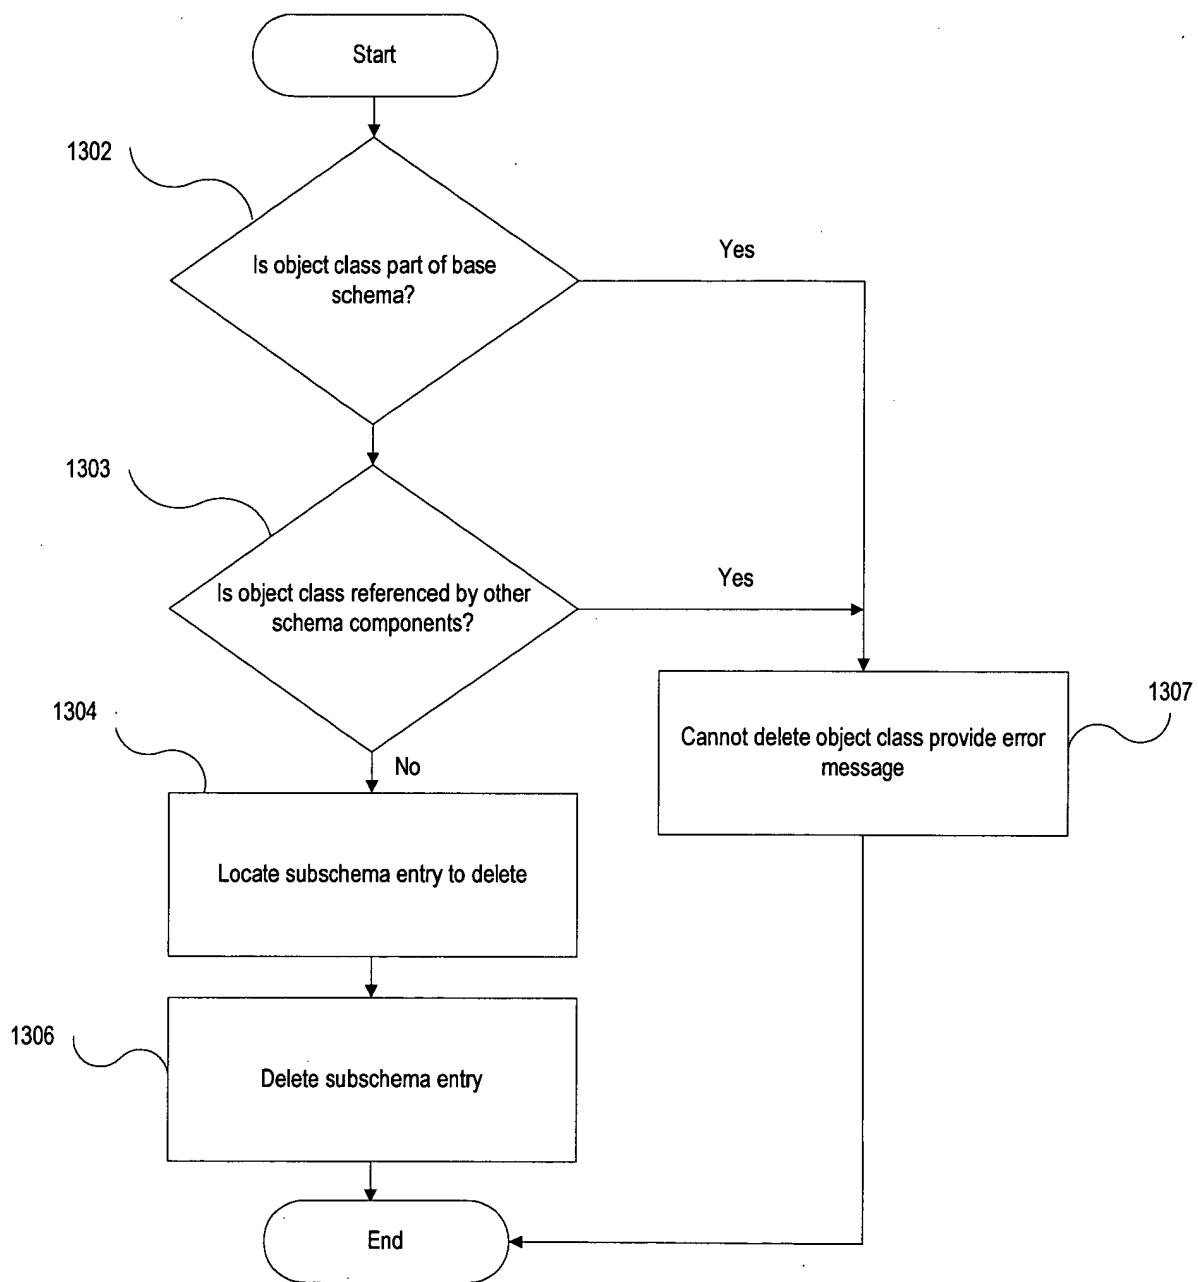 Start
1302
Is object class part of base
schema?
Yes
1303
Is object class referenced by other
schema components?
Yes
1304
No
1307
Cannot delete object class provide error
message
Locate subschema entry to delete
1306
Delete subschema entry
End